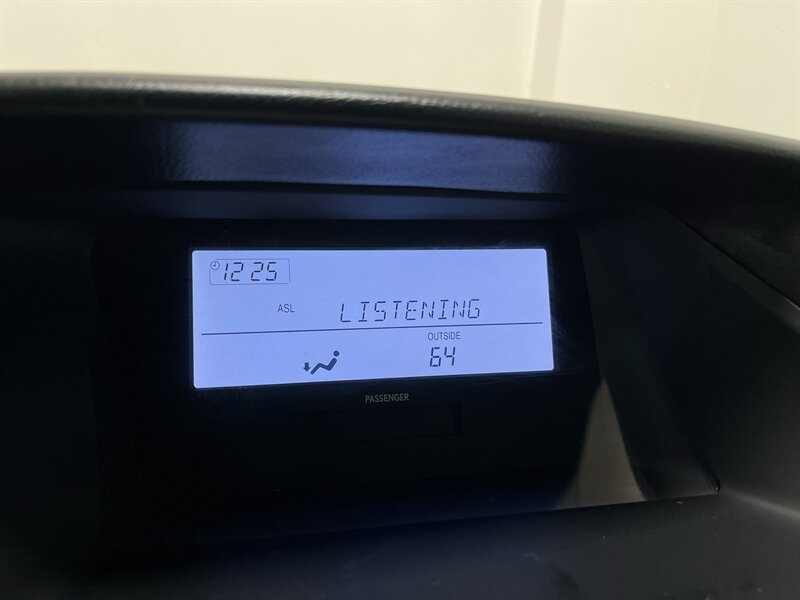 12 25
ASL LISTENING
OUTSIDE
64
PASSENGER